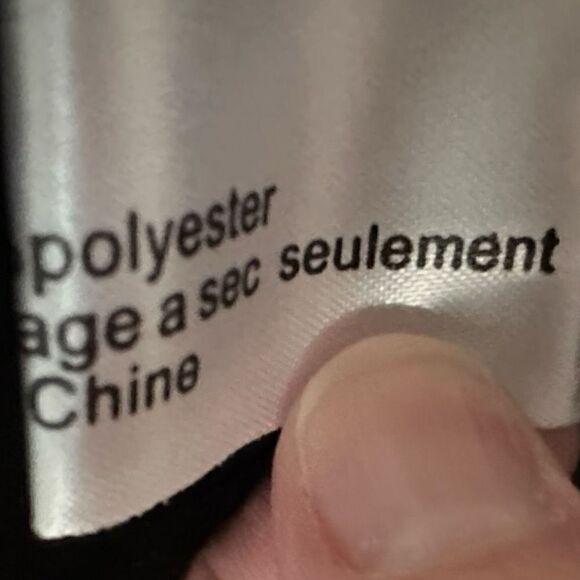 polyester
age a sec seulement
Chine